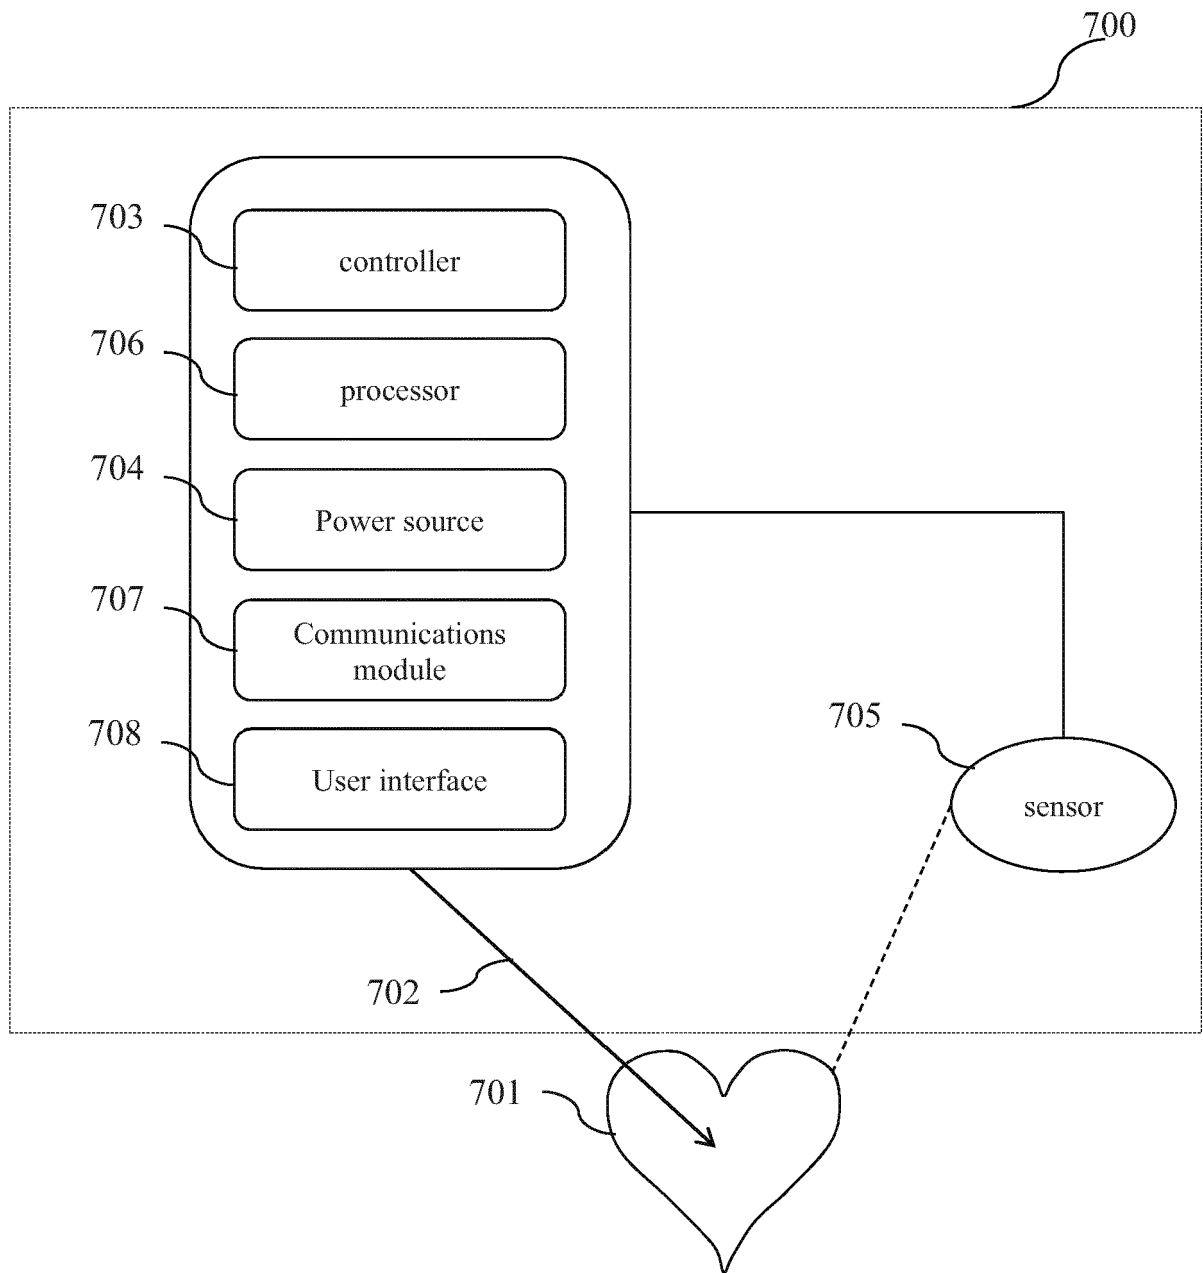 700
703
controller
706
processor
704
Power source
707
Communications
module
708
User interface
705
sensor
702
701